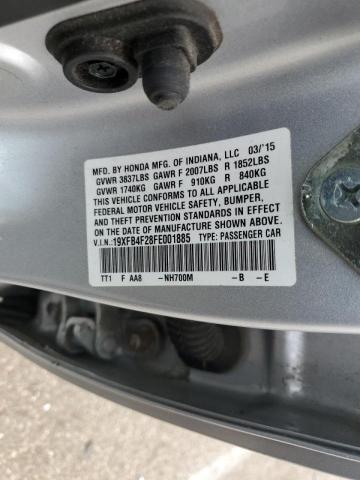 MFD. BY HONDA MFG. OF INDIANA, LLC 03/'15
GVWR 3837LBS GAWR F 2007LBS R 1852LBS
GVWR 1740KG GAWR F 910KG R 840KG
THIS VEHICLE CONFORMS TO ALL APPLICABLE
FEDERAL MOTOR VEHICLE SAFETY, BUMPER,
AND THEFT PREVENTION STANDARDS IN EFFECT
ON THE DATE OF MANUFACTURE SHOWN ABOVE.
V.I.N.:19XFB4F28FE001885 TYPE: PASSENGER CAR
TT1 F AA8 -NH700M -B -E